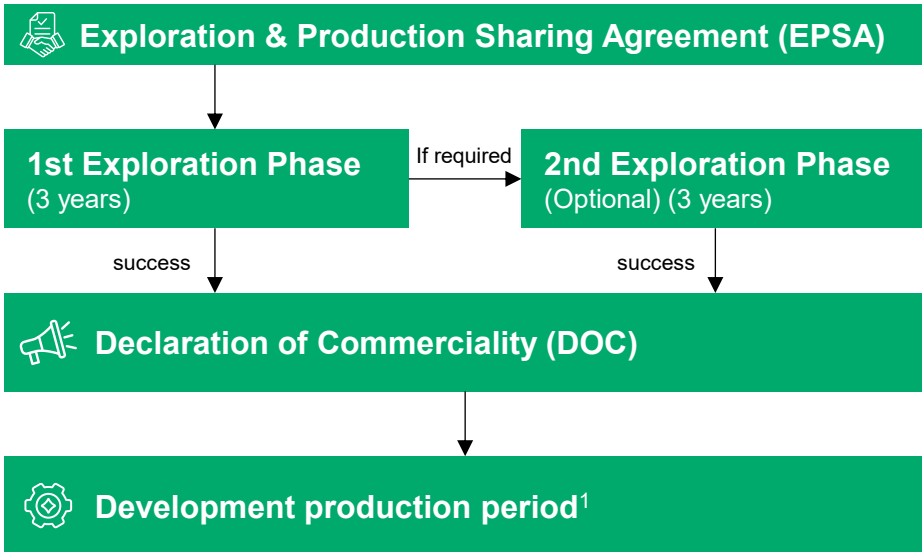 Exploration & Production Sharing Agreement (EPSA)
1st Exploration Phase
(3 years)
If required
2nd Exploration Phase
(Optional) (3 years)
success
success
Declaration of Commerciality (DOC)
Development production period¹